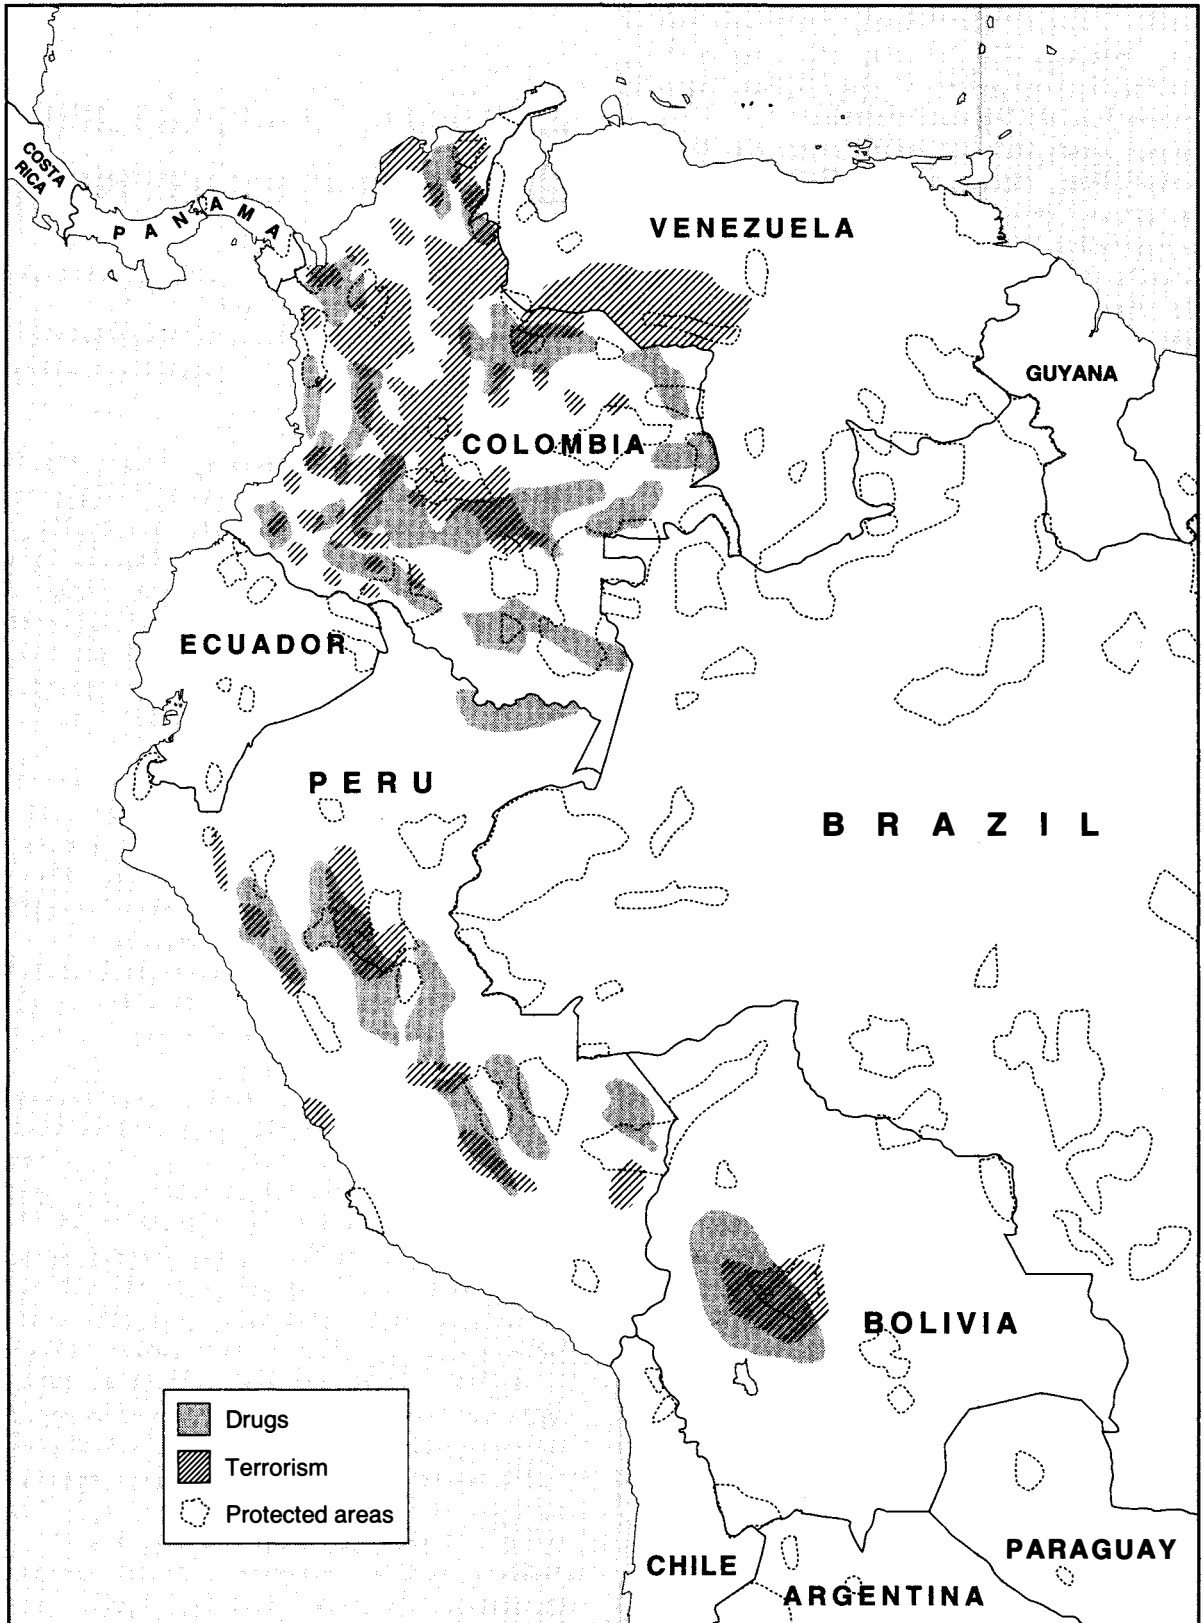 COSTA
RICA
PANAMA
VENEZUELA
GUYANA
COLOMBIA
ECUADOR
PERU
BRAZIL
BOLIVIA
Drugs
Terrorism
Protected areas
CHILE
ARGENTINA
PARAGUAY